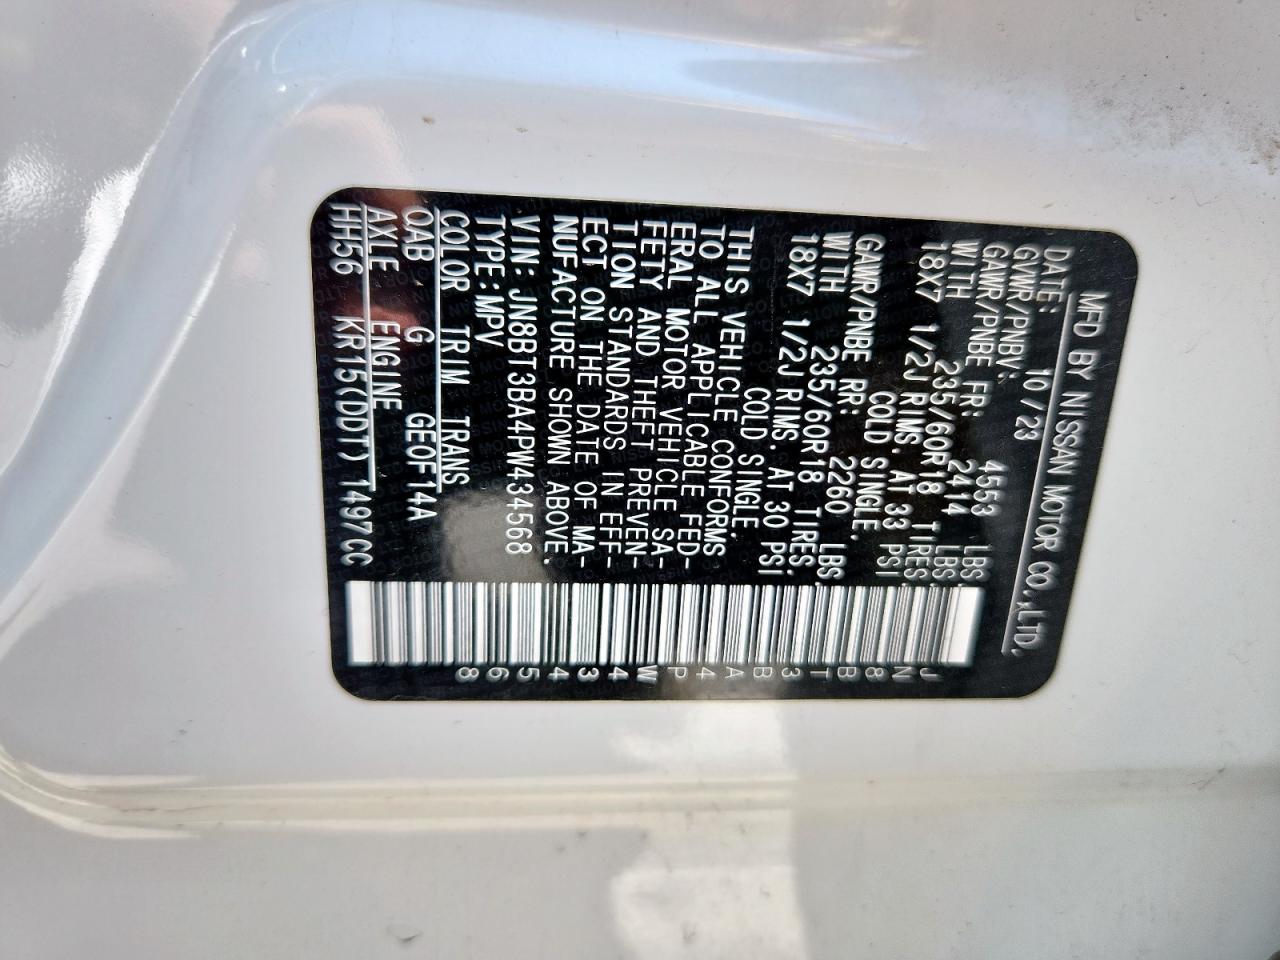 MFD BY NISSAN MOTOR CO.,LTD.
DATE: 10/23
GVWR/PNBV: 4553 LBS
GAWR/PNBE FR: 2414 LBS.
WITH 235/60R18 TIRES,
18X7 1/2J RIMS. AT 33 PSI
COLD SINGLE.
GAWR/PNBE RR: 2260 LBS.
WITH 235/60R18 TIRES,
18X7 1/2J RIMS. AT 30 PSI
COLD SINGLE.
THIS VEHICLE CONFORMS
TO ALL APPLICABLE FED-
ERAL MOTOR VEHICLE SA-
FETY AND THEFT PREVEN-
TION STANDARDS IN EFF-
ECT ON THE DATE OF MA-
NUFACTURE SHOWN ABOVE.
VIN: JN8BT3BA4PW434568
TYPE:MPV
COLOR TRIM TRANS
QAB G GE0F14A
AXLE ENGINE
HH56 KR15(DDT) 1497CC
JN8BT3BA4PW434568